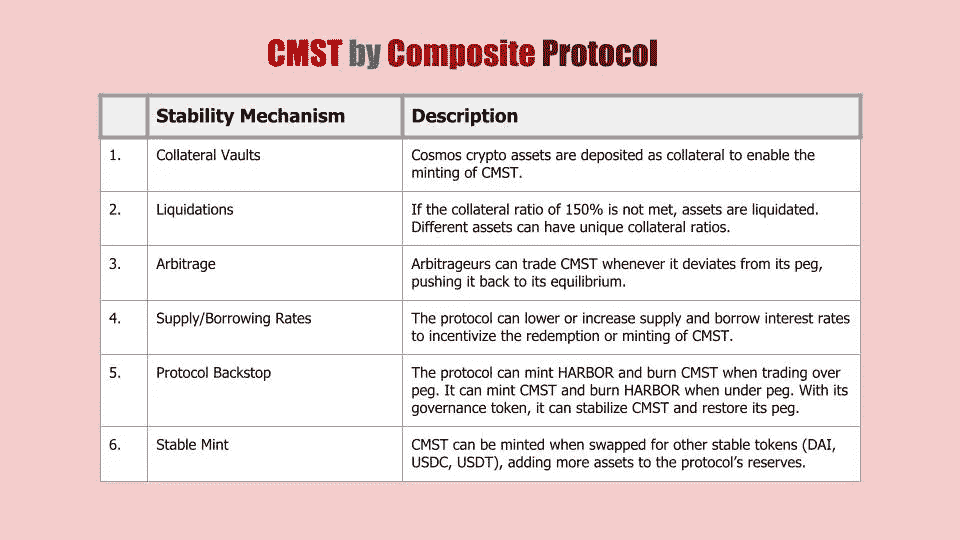 CMST by Composite Protocol
Stability Mechanism Description
1. Collateral Vaults Cosmos crypto assets are deposited as collateral to enable the
minting of CMST.
2. Liquidations If the collateral ratio of 150% is not met, assets are liquidated.
Different assets can have unique collateral ratios.
3. Arbitrage Arbitrageurs can trade CMST whenever it deviates from its peg,
pushing it back to its equilibrium.
4. Supply/Borrowing Rates The protocol can lower or increase supply and borrow interest rates
to incentivize the redemption or minting of CMST.
5. Protocol Backstop The protocol can mint HARBOR and burn CMST when trading over
peg. It can mint CMST and burn HARBOR when under peg. With its
governance token, it can stabilize CMST and restore its peg.
6. Stable Mint CMST can be minted when swapped for other stable tokens (DAI,
USDC, USDT), adding more assets to the protocol’s reserves.